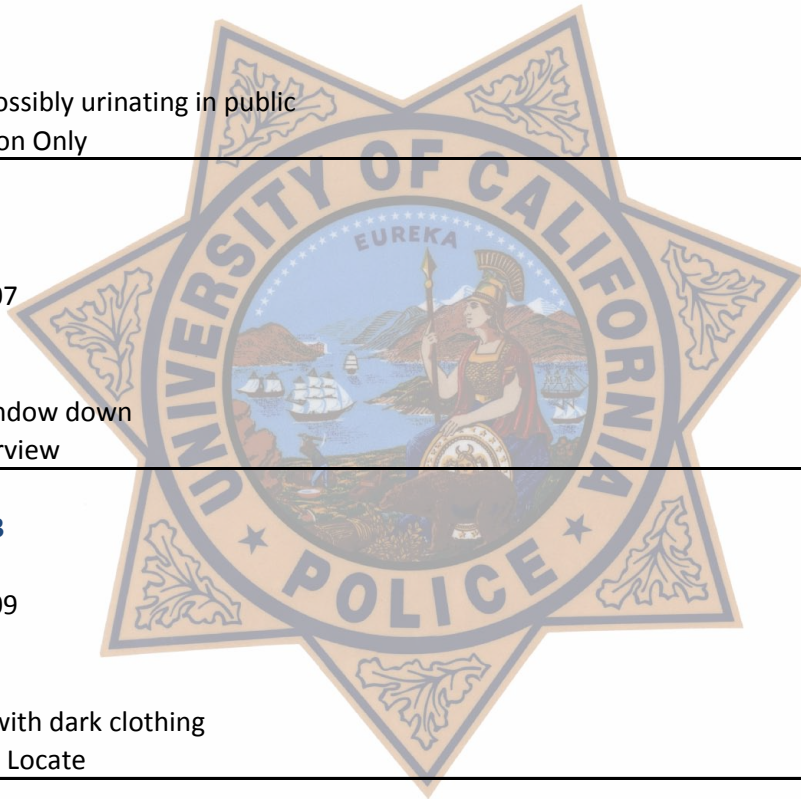 ossibly urinating in public
on Only
07
ndow down
rview
3
09
with dark clothing
Locate
UNIVERSITY OF CALIFORNIA
EUREKA
POLICE